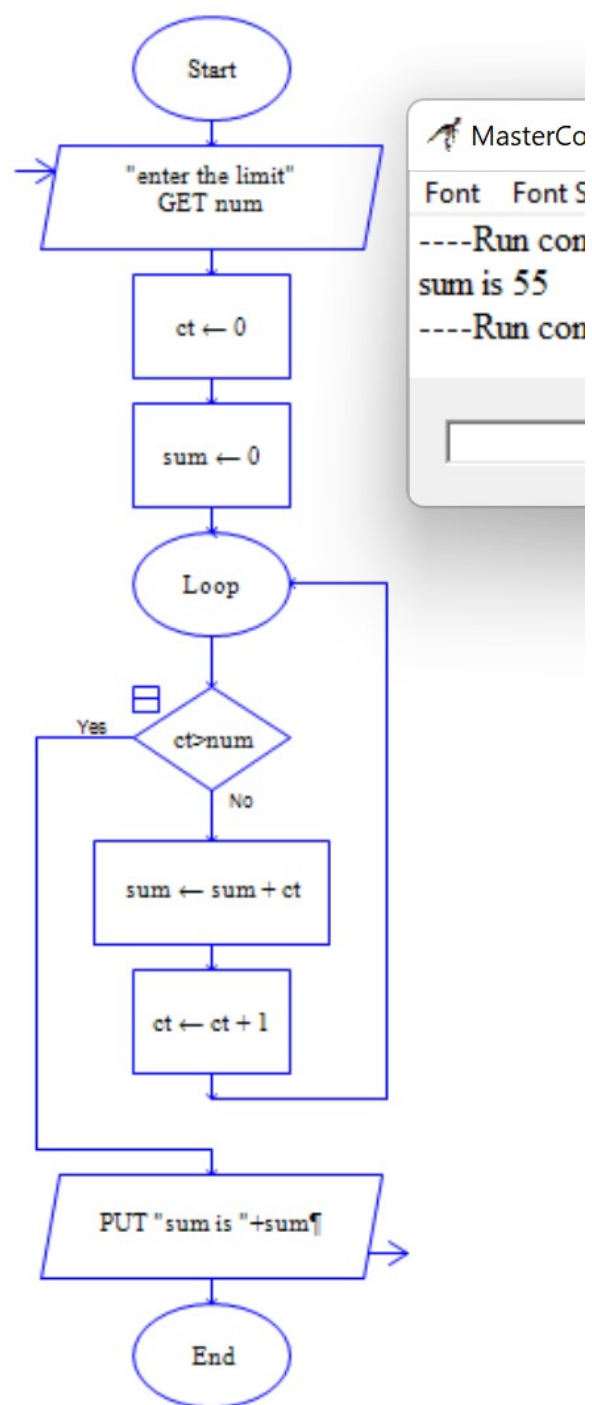 Start
"enter the limit"
GET num
ct ← 0
sum ← 0
Loop
Yes
ct>num
No
sum ← sum + ct
ct ← ct + 1
PUT "sum is "+sum¶
End
MasterCo
Font Font S
----Run con
sum is 55
----Run con